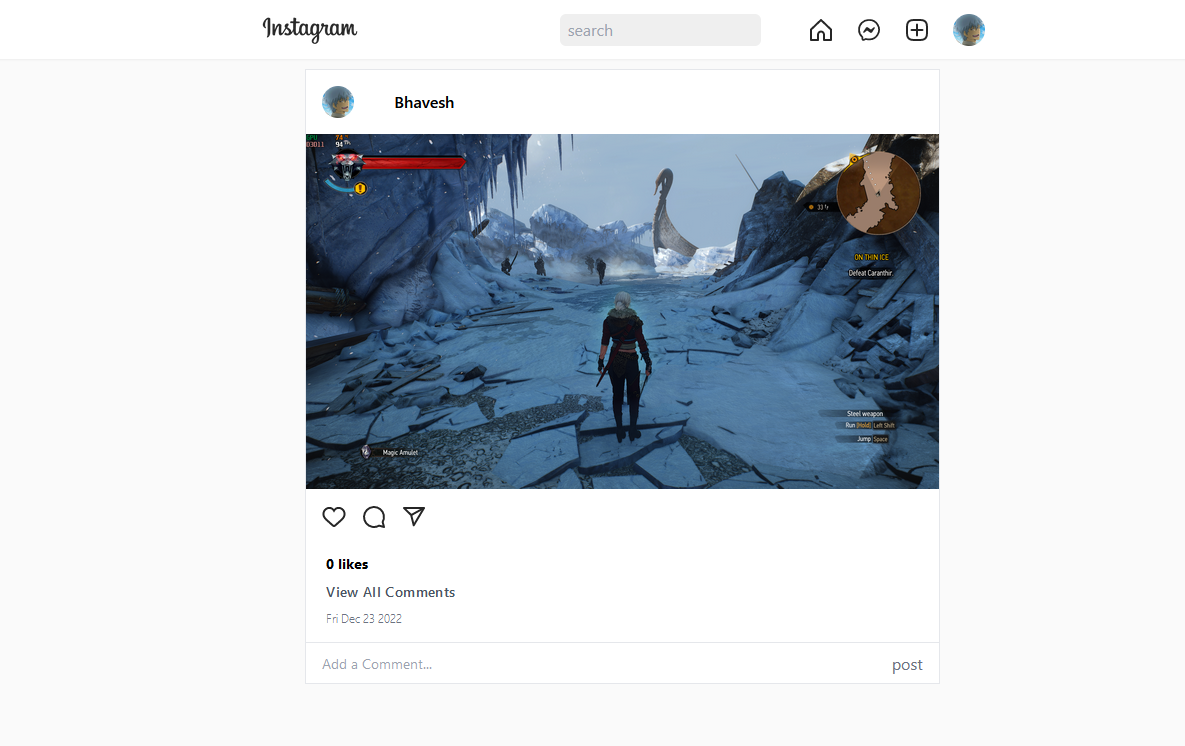 Instagram
search
Bhavesh
94
33
ON THIN ICE
Defeat Caranthir.
Steel weapon
Run [Hold] Left Shift
Jump Space
Magic Amulet
0 likes
View All Comments
Fri Dec 23 2022
Add a Comment... post